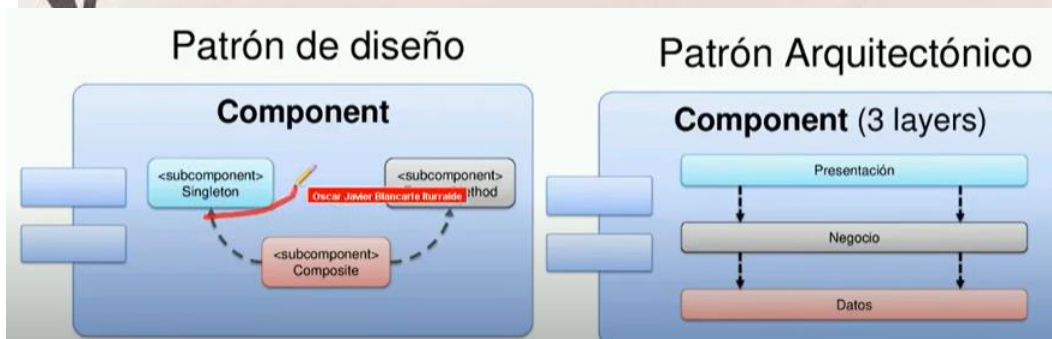 Patrón de diseño
Component
<subcomponent>
Singleton
<subcomponent>
Oscar Javier Blancarte Iturralde
<subcomponent>
Composite
Patrón Arquitectónico
Component (3 layers)
Presentación
Negocio
Datos